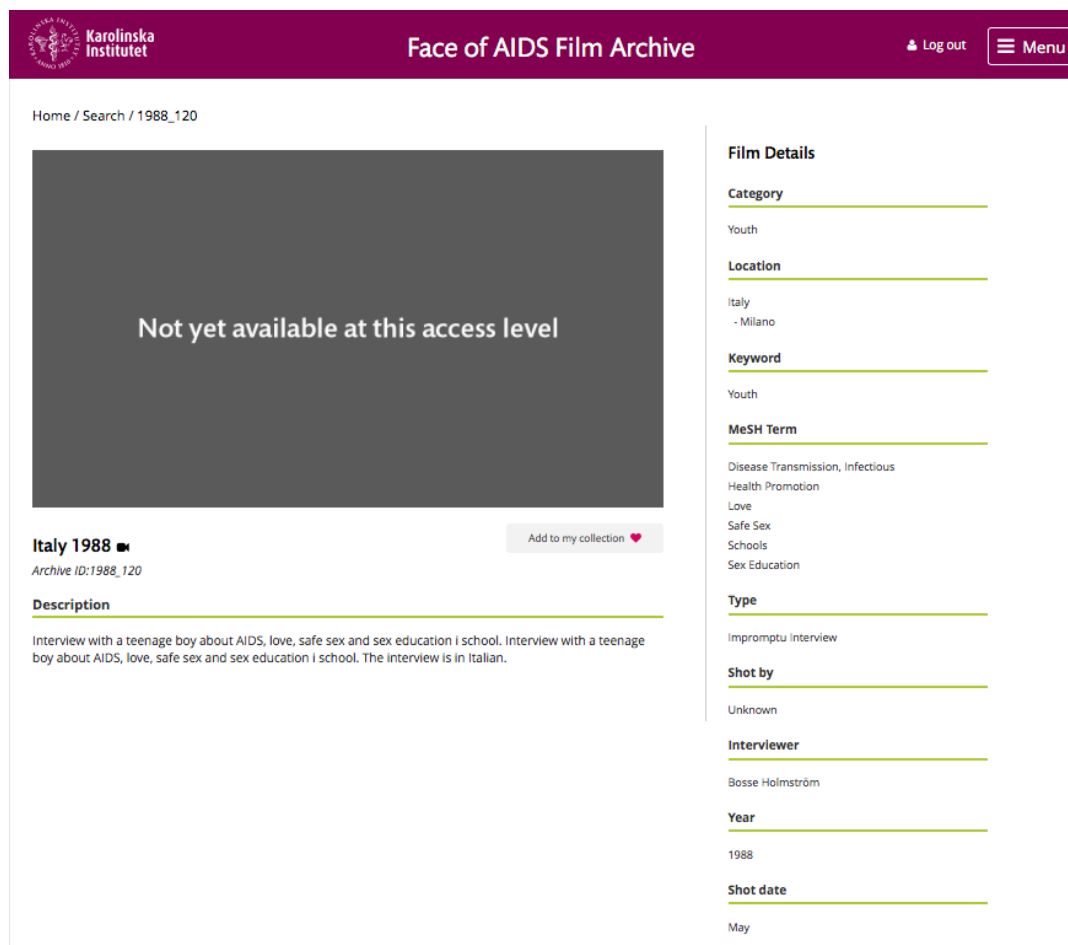 Karolinska
Institutet
Face of AIDS Film Archive
Log out
Menu
Home / Search / 1988_120
Not yet available at this access level
Italy 1988
Add to my collection
Archive ID:1988_120
Description
Interview with a teenage boy about AIDS, love, safe sex and sex education i school. Interview with a teenage
boy about AIDS, love, safe sex and sex education i school. The interview is in Italian.
Film Details
Category
Youth
Location
Italy
- Milano
Keyword
Youth
MeSH Term
Disease Transmission, Infectious
Health Promotion
Love
Safe Sex
Schools
Sex Education
Type
Impromptu Interview
Shot by
Unknown
Interviewer
Bosse Holmström
Year
1988
Shot date
May